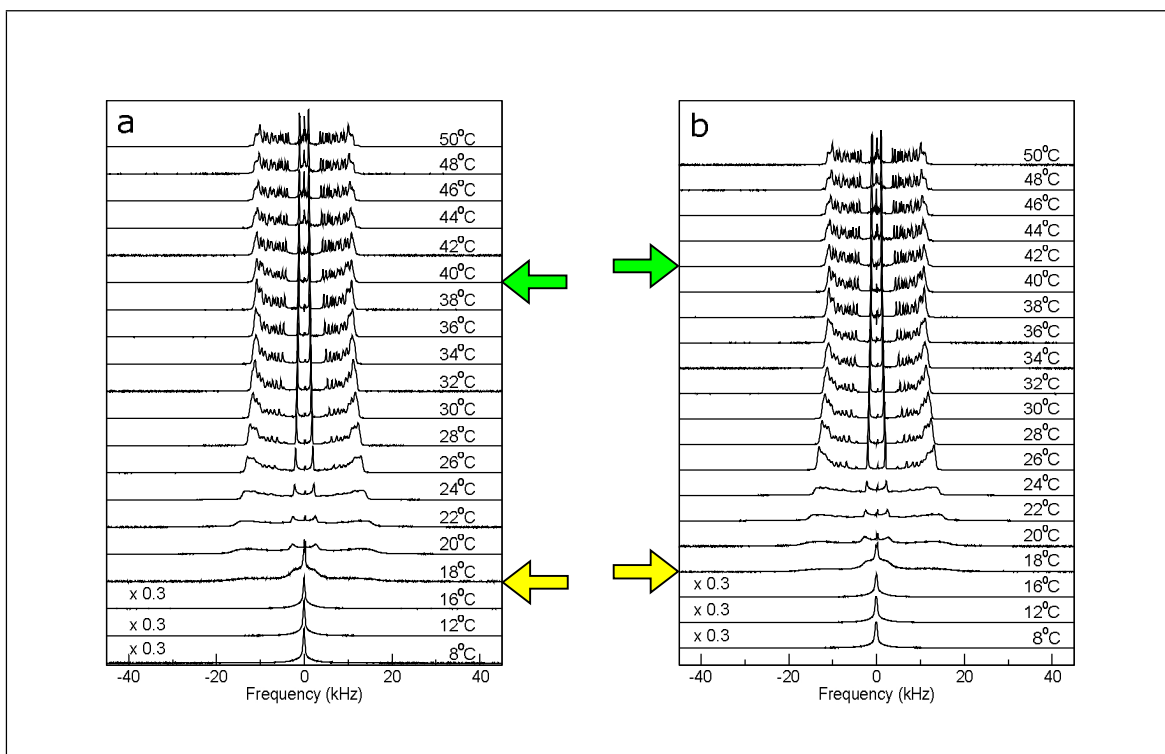 a
50°C
48°C
46°C
44°C
42°C
40°C
38°C
36°C
34°C
32°C
30°C
28°C
26°C
24°C
22°C
20°C
18°C
x 0.3 16°C
x 0.3 12°C
x 0.3 8°C
-40 -20 0 20 40
Frequency (kHz)
b
50°C
48°C
46°C
44°C
42°C
40°C
38°C
36°C
34°C
32°C
30°C
28°C
26°C
24°C
22°C
20°C
18°C
x 0.3 16°C
x 0.3 12°C
x 0.3 8°C
-40 -20 0 20 40
Frequency (kHz)